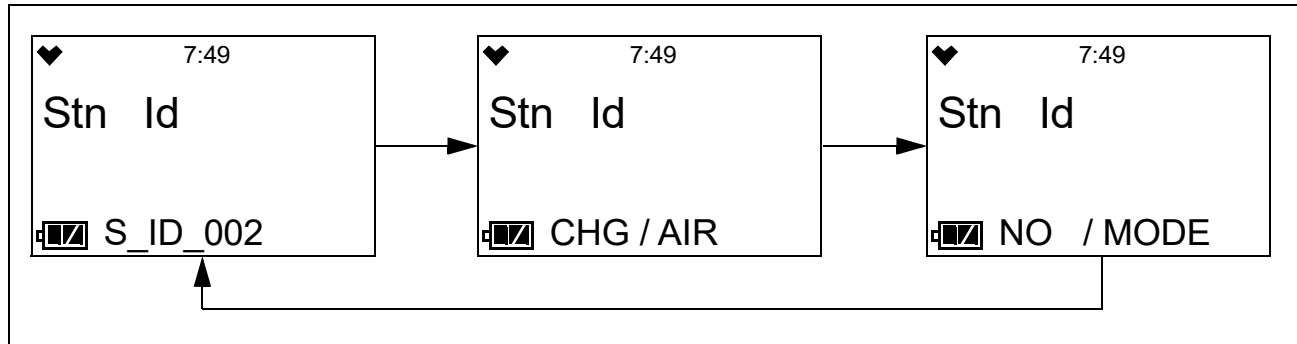 7:49
Stn Id
S_ID_002
7:49
Stn Id
CHG / AIR
7:49
Stn Id
NO / MODE